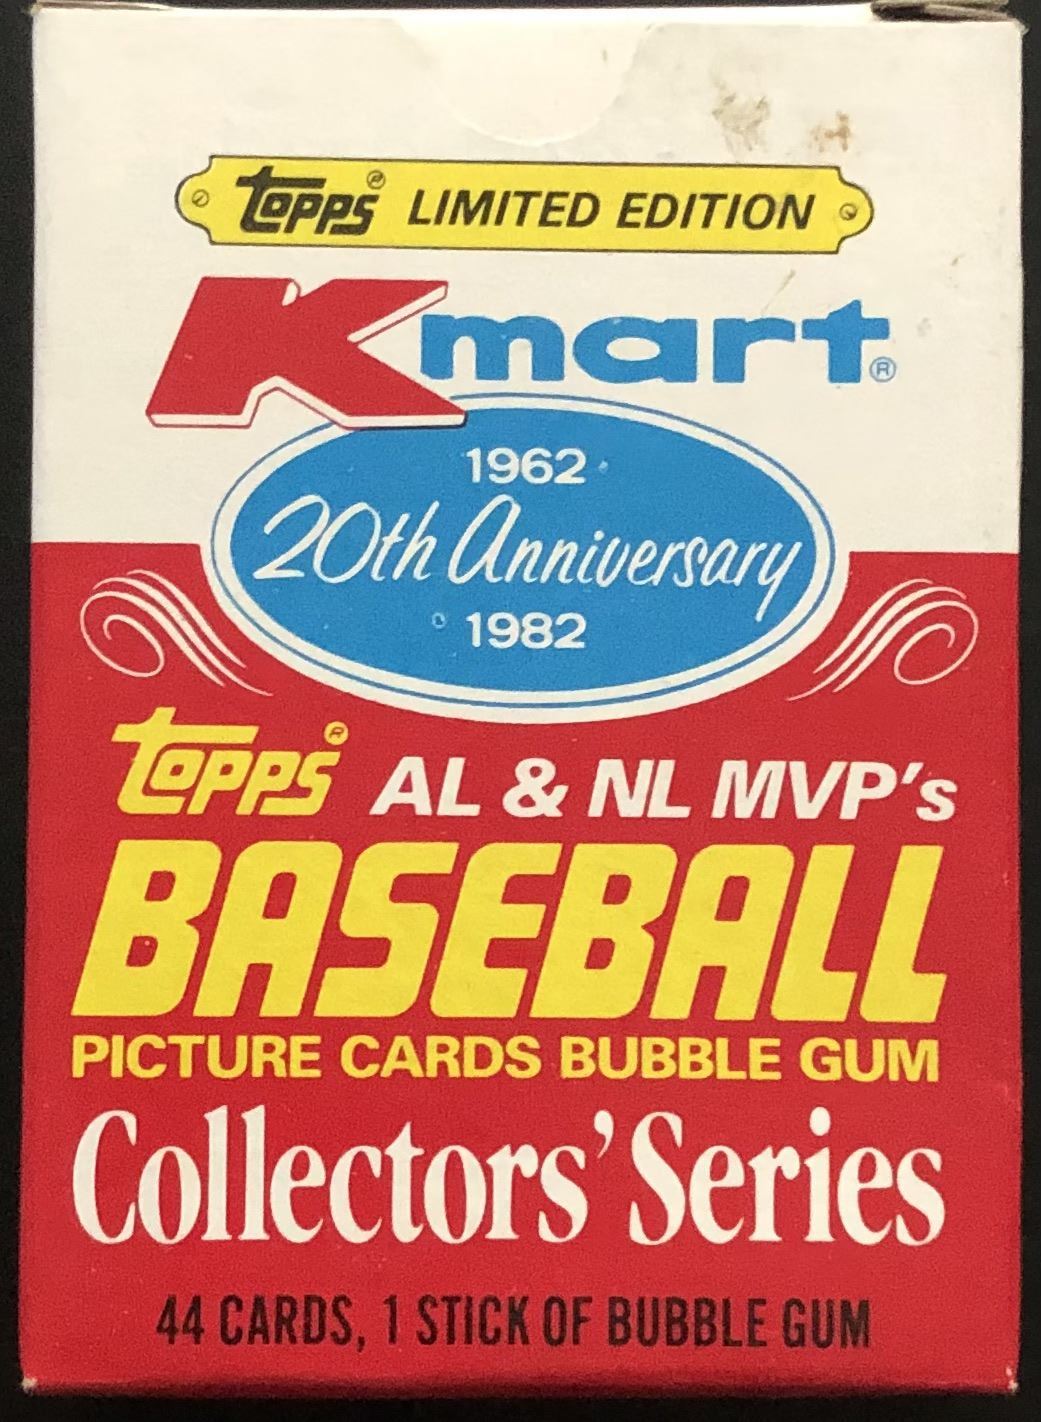 Topps® LIMITED EDITION
Kmart®
1962
20th Anniversary
1982
Topps® AL & NL MVP's
BASEBALL
PICTURE CARDS BUBBLE GUM
Collectors' Series
44 CARDS, 1 STICK OF BUBBLE GUM